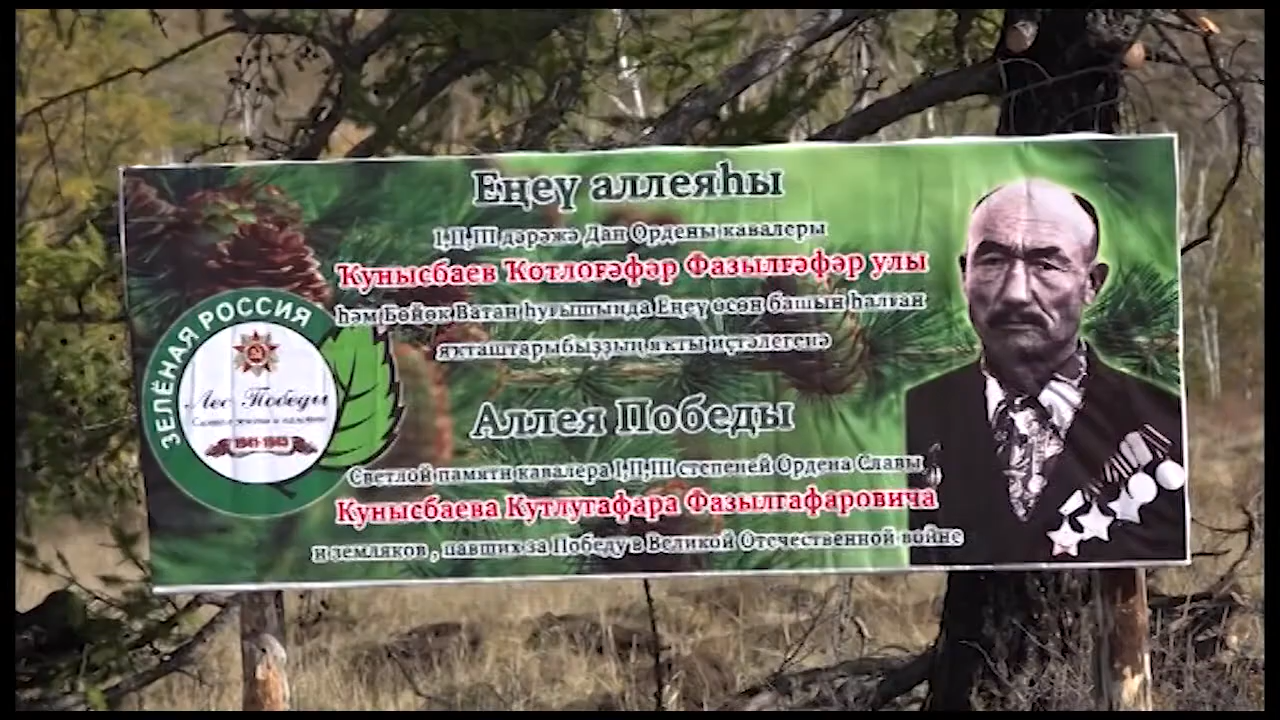 Еңеү аллеяһы
I,II,III дәрәжә Дан Ордены кавалеры
Ҡунысбаев Ҡотлоғәфәр Фазылғәфәр улы
һәм Бөйөк Ватан һуғышында Еңеү өсөн башын һалған
яҡташтарыбыҙҙың яҡты иҫтәлегенә
ЗЕЛЁНАЯ РОССИЯ
Лес Победы
1941-1945
Аллея Победы
Светлой памяти кавалера I,II,III степеней Ордена Славы
Кунысбаева Кутлугафара Фазылгафаровича
и земляков , павших за Победу в Великой Отечественной войне